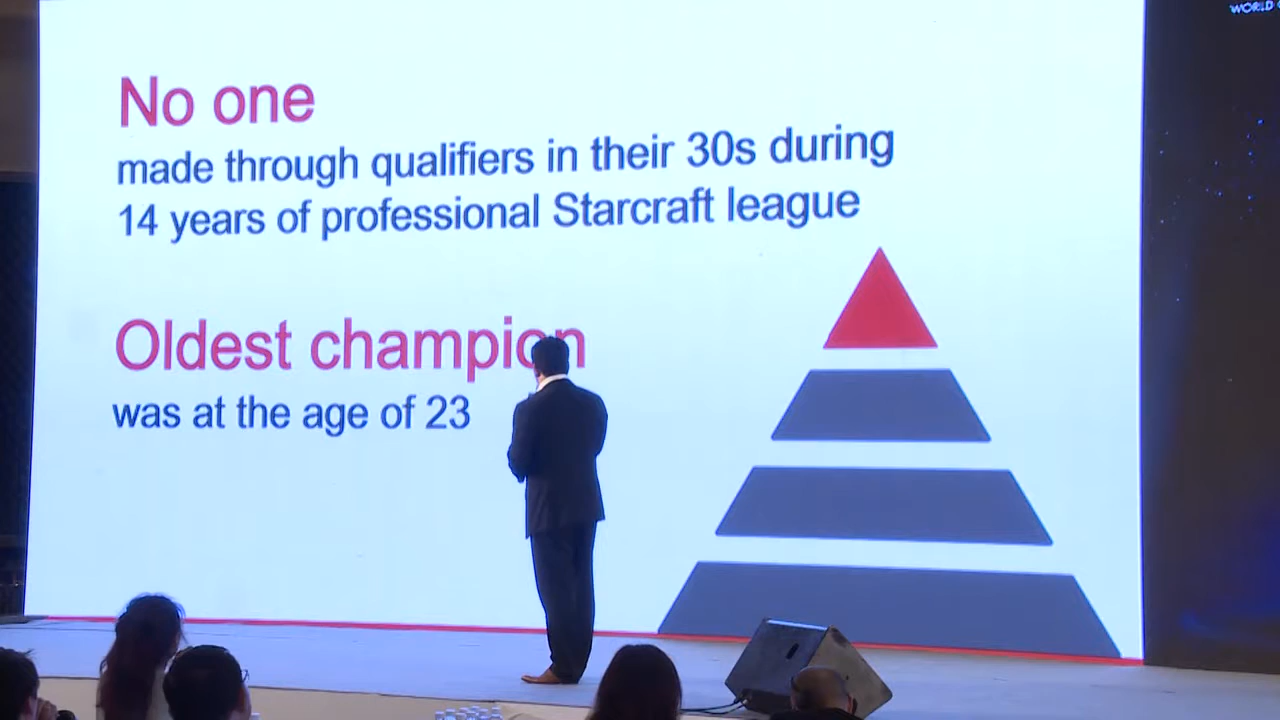 No one
made through qualifiers in their 30s during
14 years of professional Starcraft league
Oldest champion
was at the age of 23
WORLD